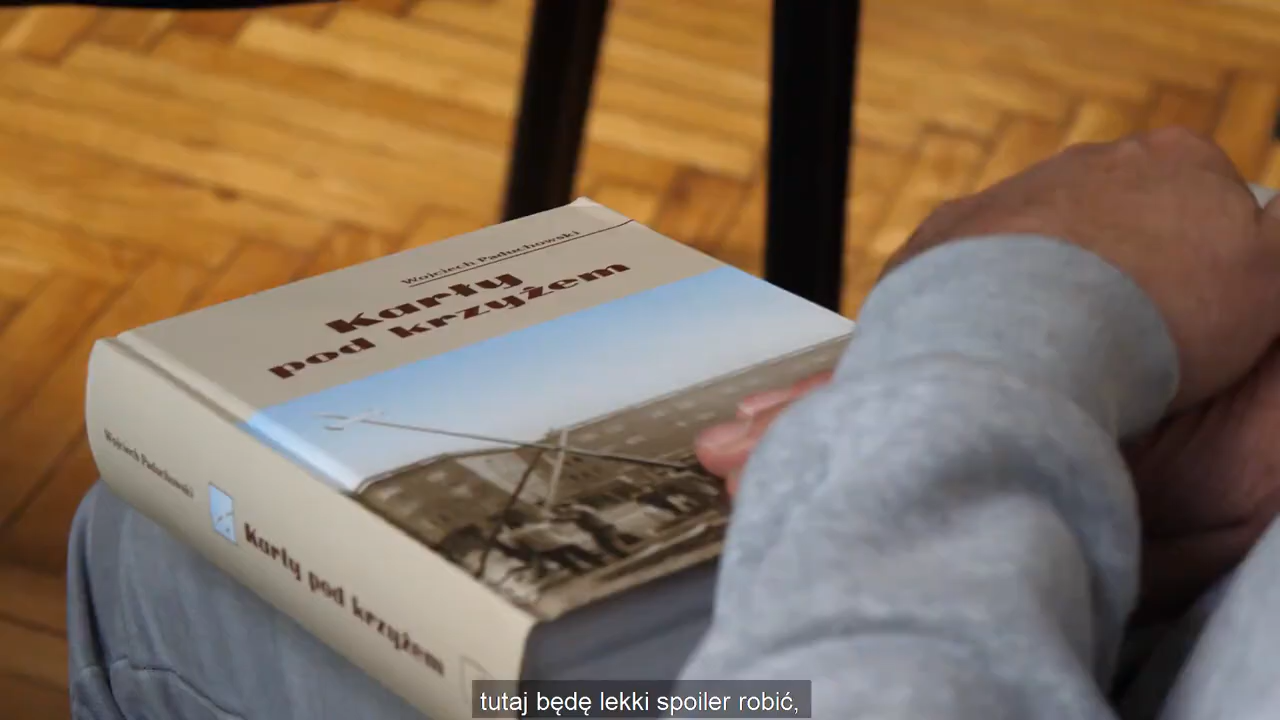 Wojciech Paduchowski
Karły
pod krzyżem
Wojciech Paduchowski
Karły pod krzyżem
tutaj będę lekki spoiler robić,